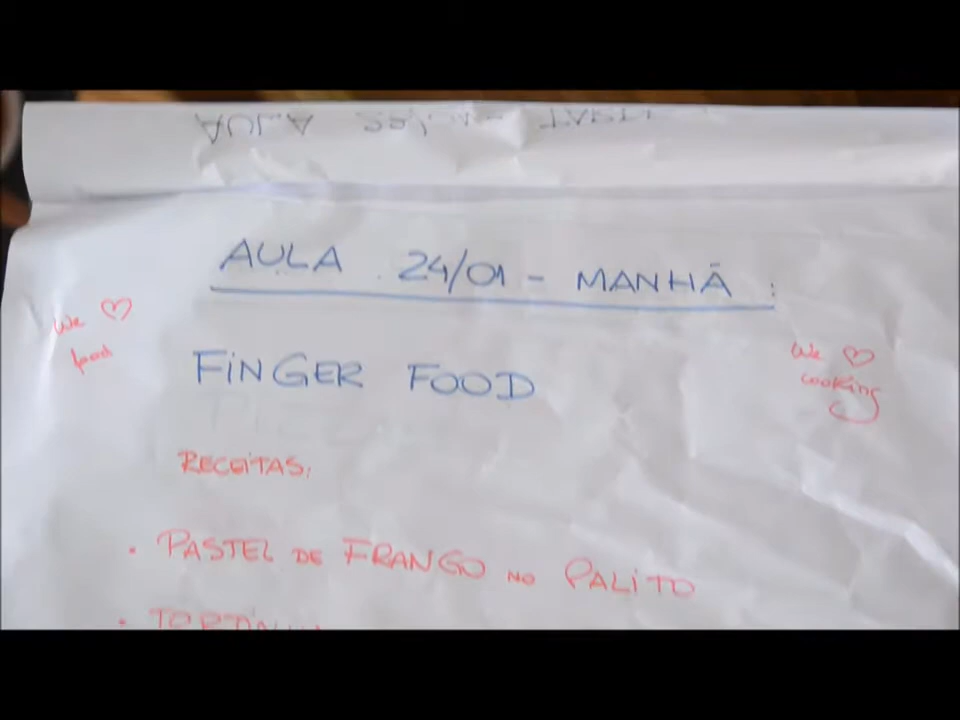 AULA 24/01 - MANHÃ :
We ♡
food
We ♡
cooking
FINGER FOOD
RECEITAS:
• PASTEL DE FRANGO NO PALITO